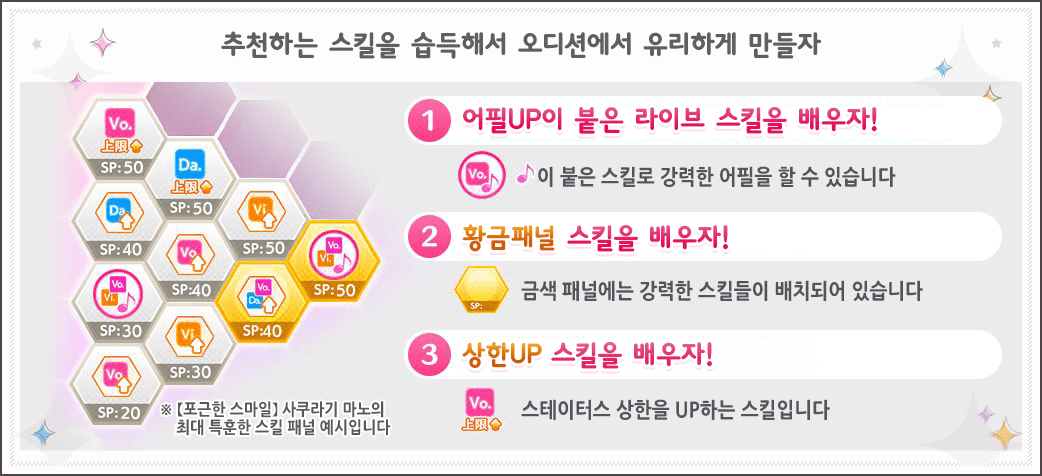 추천하는 스킬을 습득해서 오디션에서 유리하게 만들자
Vo.
上限
SP:50
Da.
上限
SP:50
Da.
SP:40
Vi.
SP:50
Vo.
SP:40
Vo.
Vi.
SP:50
Vo.
Vi.
SP:30
Vo.
Da.
SP:40
Vi.
SP:30
Vo.
SP:20
※【포근한 스마일】 사쿠라기 마노의
최대 특훈한 스킬 패널 예시입니다
1 어필UP이 붙은 라이브 스킬을 배우자!
Vo. ♪이 붙은 스킬로 강력한 어필을 할 수 있습니다
2 황금패널 스킬을 배우자!
SP: 금색 패널에는 강력한 스킬들이 배치되어 있습니다
3 상한UP 스킬을 배우자!
Vo.
上限
스테이터스 상한을 UP하는 스킬입니다